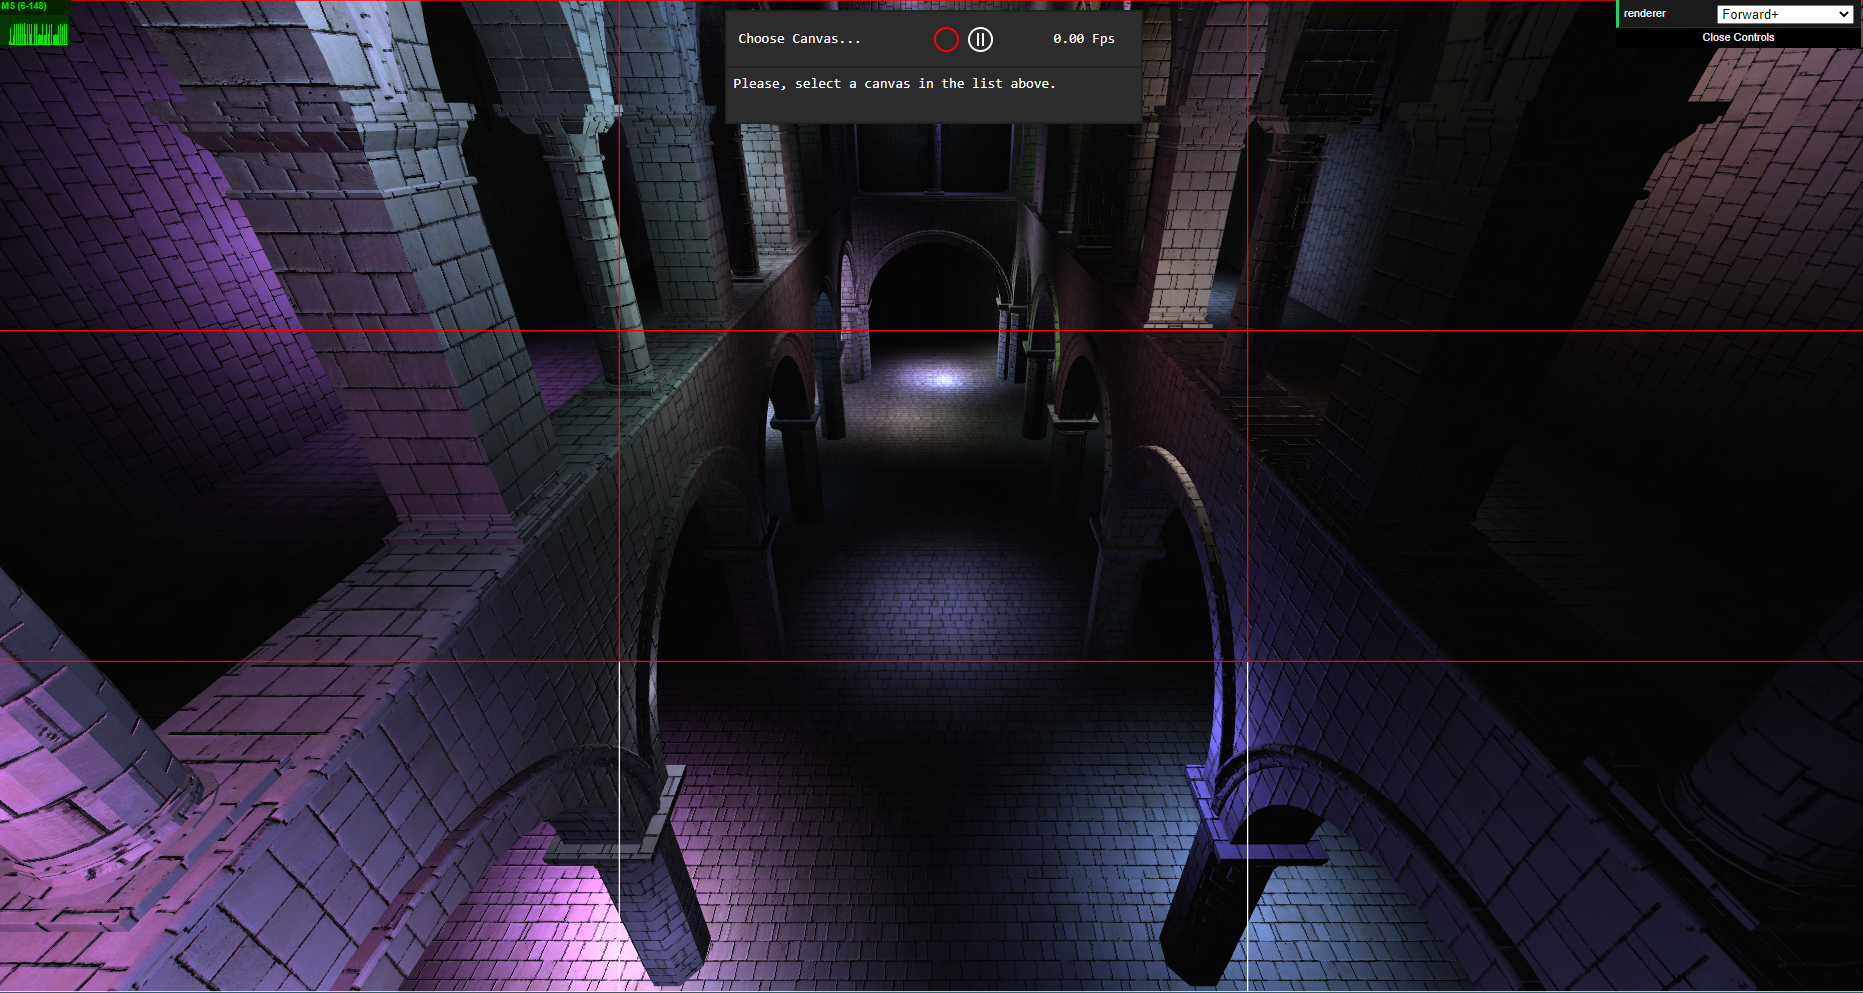 MS (6-148)
Choose Canvas...
0.00 Fps
Please, select a canvas in the list above.
renderer
Forward+
Close Controls